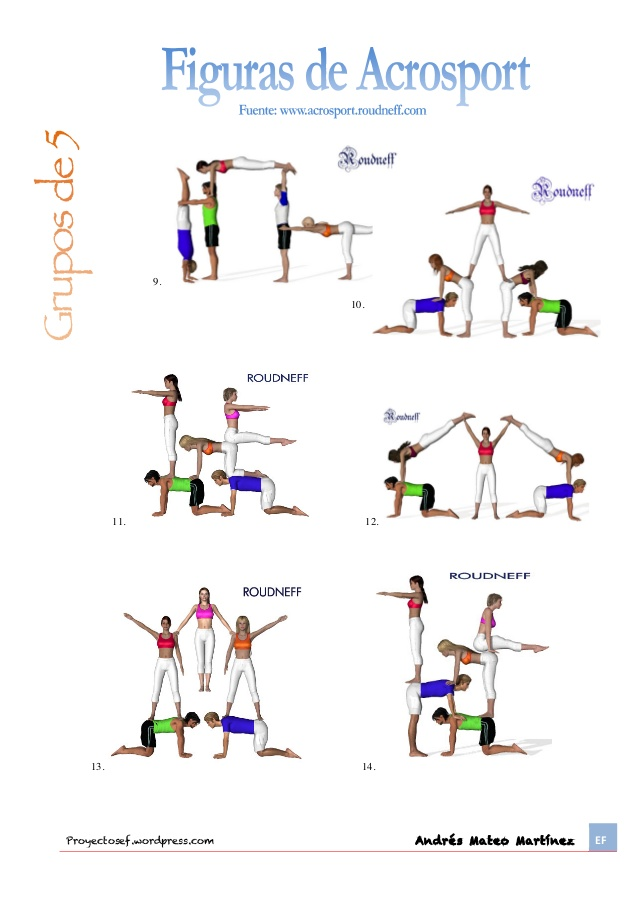 Figuras de Acrosport
Fuente: www.acrosport.roudneff.com
Grupos de 5
Roudneff
Roudneff
9.
10.
ROUDNEFF
Roudneff
11.
12.
ROUDNEFF
ROUDNEFF
13.
14.
Proyectosef.wordpress.com
Andrés Mateo Martínez
EF